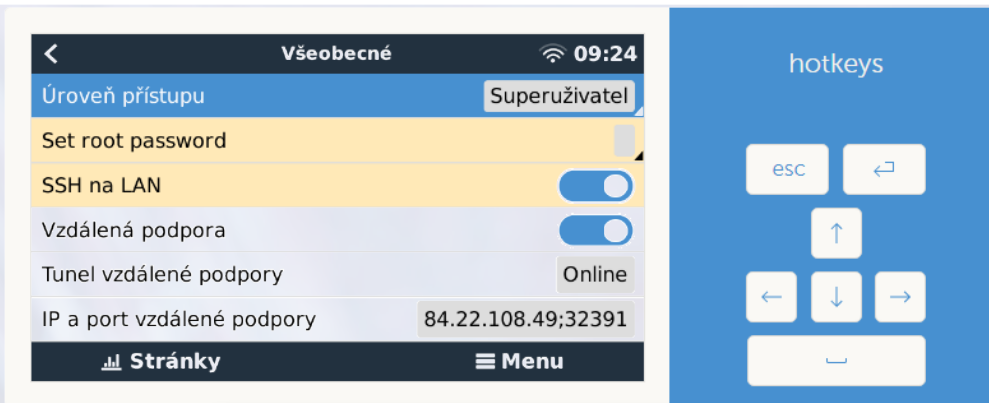 Všeobecné 09:24
Úroveň přístupu Superuživatel
Set root password
SSH na LAN
Vzdálená podpora
Tunel vzdálené podpory Online
IP a port vzdálené podpory 84.22.108.49;32391
Stránky Menu
hotkeys
esc